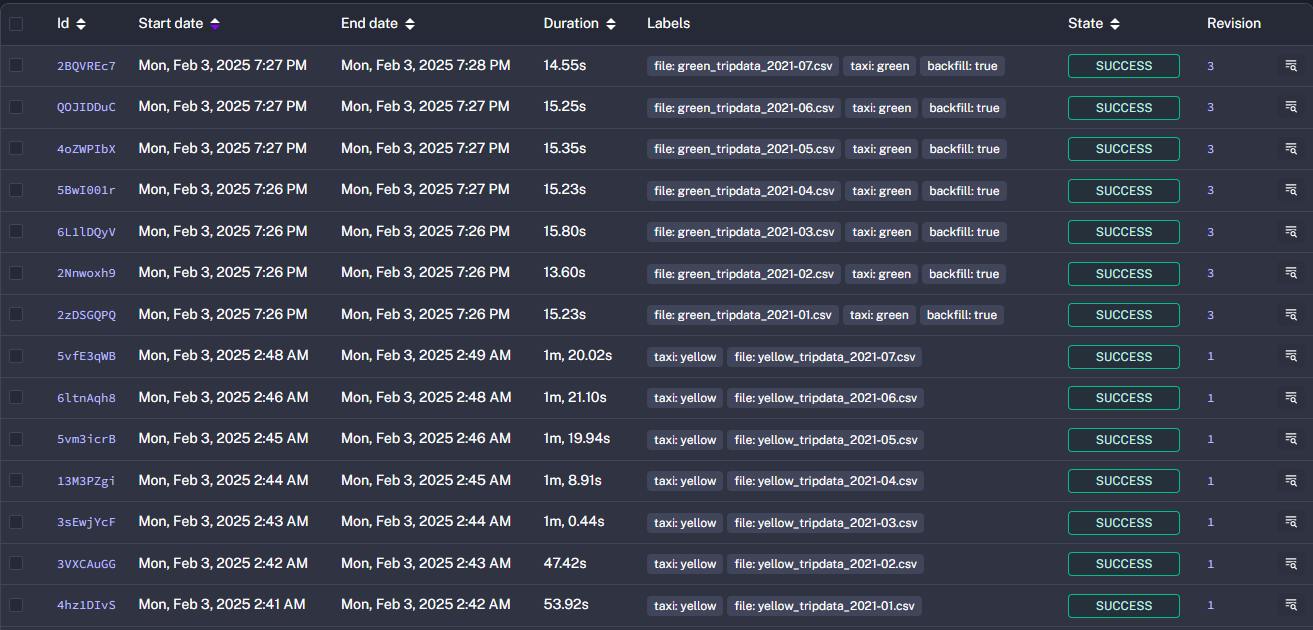 Id Start date End date Duration Labels State Revision
2BQVREc7 Mon, Feb 3, 2025 7:27 PM Mon, Feb 3, 2025 7:28 PM 14.55s file: green_tripdata_2021-07.csv taxi: green backfill: true SUCCESS 3
QOJIDDuC Mon, Feb 3, 2025 7:27 PM Mon, Feb 3, 2025 7:27 PM 15.25s file: green_tripdata_2021-06.csv taxi: green backfill: true SUCCESS 3
4oZWPIbX Mon, Feb 3, 2025 7:27 PM Mon, Feb 3, 2025 7:27 PM 15.35s file: green_tripdata_2021-05.csv taxi: green backfill: true SUCCESS 3
5BwI001r Mon, Feb 3, 2025 7:26 PM Mon, Feb 3, 2025 7:27 PM 15.23s file: green_tripdata_2021-04.csv taxi: green backfill: true SUCCESS 3
6L1lDQyV Mon, Feb 3, 2025 7:26 PM Mon, Feb 3, 2025 7:26 PM 15.80s file: green_tripdata_2021-03.csv taxi: green backfill: true SUCCESS 3
2Nnwoxh9 Mon, Feb 3, 2025 7:26 PM Mon, Feb 3, 2025 7:26 PM 13.60s file: green_tripdata_2021-02.csv taxi: green backfill: true SUCCESS 3
2zDSGQPQ Mon, Feb 3, 2025 7:26 PM Mon, Feb 3, 2025 7:26 PM 15.23s file: green_tripdata_2021-01.csv taxi: green backfill: true SUCCESS 3
5vfE3qWB Mon, Feb 3, 2025 2:48 AM Mon, Feb 3, 2025 2:49 AM 1m, 20.02s taxi: yellow file: yellow_tripdata_2021-07.csv SUCCESS 1
6ltnAqh8 Mon, Feb 3, 2025 2:46 AM Mon, Feb 3, 2025 2:48 AM 1m, 21.10s taxi: yellow file: yellow_tripdata_2021-06.csv SUCCESS 1
5vm3icrB Mon, Feb 3, 2025 2:45 AM Mon, Feb 3, 2025 2:46 AM 1m, 19.94s taxi: yellow file: yellow_tripdata_2021-05.csv SUCCESS 1
13M3PZgi Mon, Feb 3, 2025 2:44 AM Mon, Feb 3, 2025 2:45 AM 1m, 8.91s taxi: yellow file: yellow_tripdata_2021-04.csv SUCCESS 1
3sEwjYcF Mon, Feb 3, 2025 2:43 AM Mon, Feb 3, 2025 2:44 AM 1m, 0.44s taxi: yellow file: yellow_tripdata_2021-03.csv SUCCESS 1
3VXCAuGG Mon, Feb 3, 2025 2:42 AM Mon, Feb 3, 2025 2:43 AM 47.42s taxi: yellow file: yellow_tripdata_2021-02.csv SUCCESS 1
4hz1DIvS Mon, Feb 3, 2025 2:41 AM Mon, Feb 3, 2025 2:42 AM 53.92s taxi: yellow file: yellow_tripdata_2021-01.csv SUCCESS 1